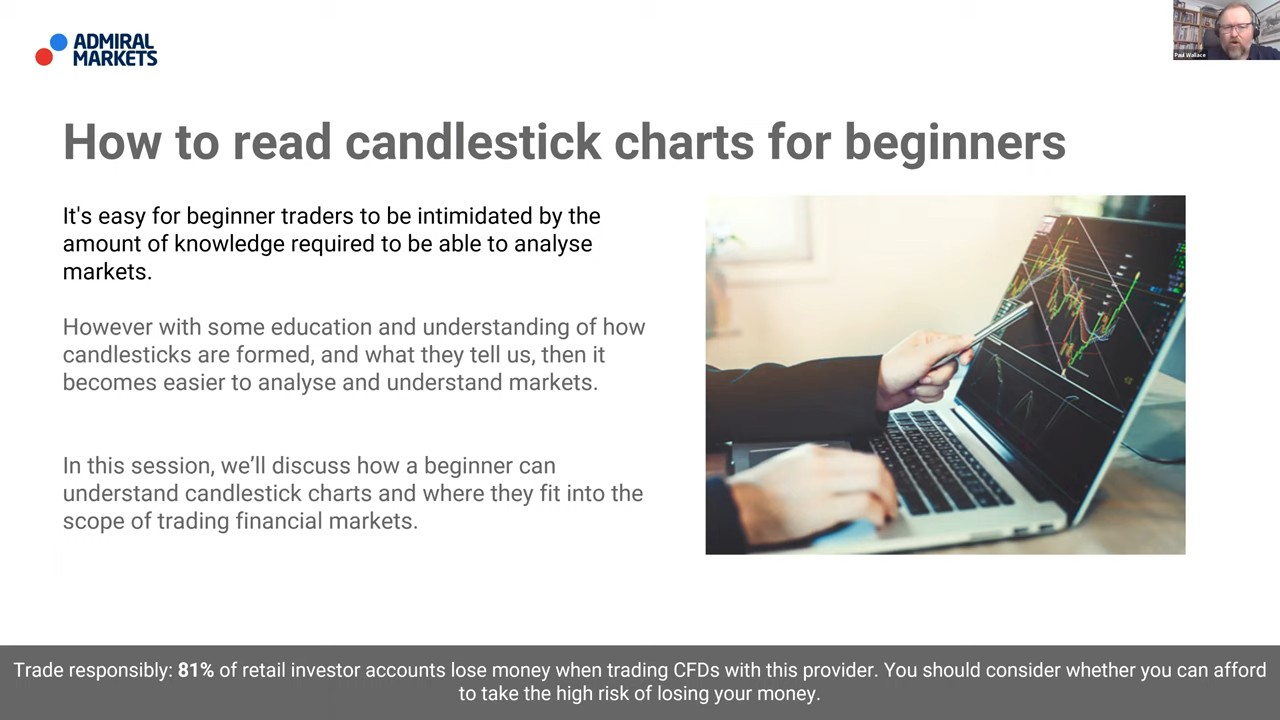 ADMIRAL
MARKETS
Paul Wallace
How to read candlestick charts for beginners
It's easy for beginner traders to be intimidated by the
amount of knowledge required to be able to analyse
markets.
However with some education and understanding of how
candlesticks are formed, and what they tell us, then it
becomes easier to analyse and understand markets.
In this session, we’ll discuss how a beginner can
understand candlestick charts and where they fit into the
scope of trading financial markets.
Trade responsibly: 81% of retail investor accounts lose money when trading CFDs with this provider. You should consider whether you can afford
to take the high risk of losing your money.